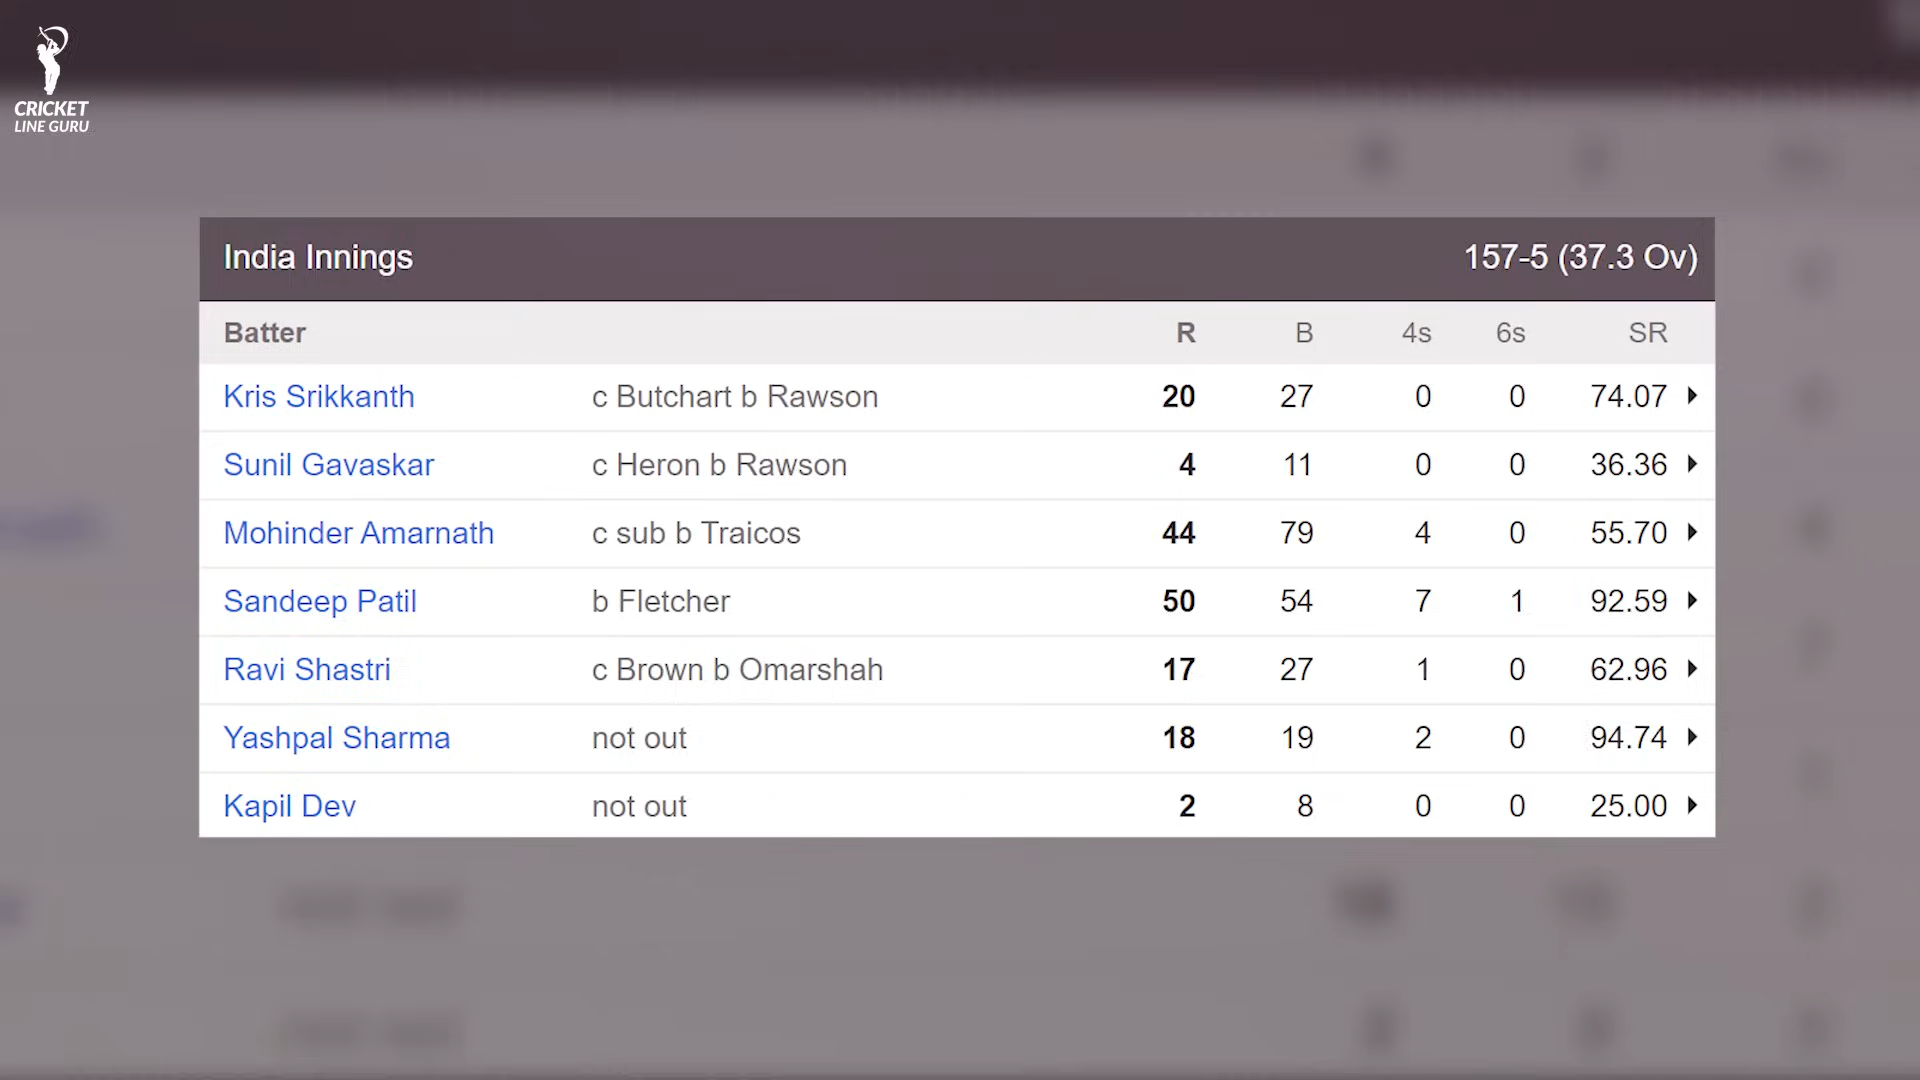 CRICKET
LINE GURU
India Innings 157-5 (37.3 Ov)
Batter R B 4s 6s SR
Kris Srikkanth c Butchart b Rawson 20 27 0 0 74.07
Sunil Gavaskar c Heron b Rawson 4 11 0 0 36.36
Mohinder Amarnath c sub b Traicos 44 79 4 0 55.70
Sandeep Patil b Fletcher 50 54 7 1 92.59
Ravi Shastri c Brown b Omarshah 17 27 1 0 62.96
Yashpal Sharma not out 18 19 2 0 94.74
Kapil Dev not out 2 8 0 0 25.00